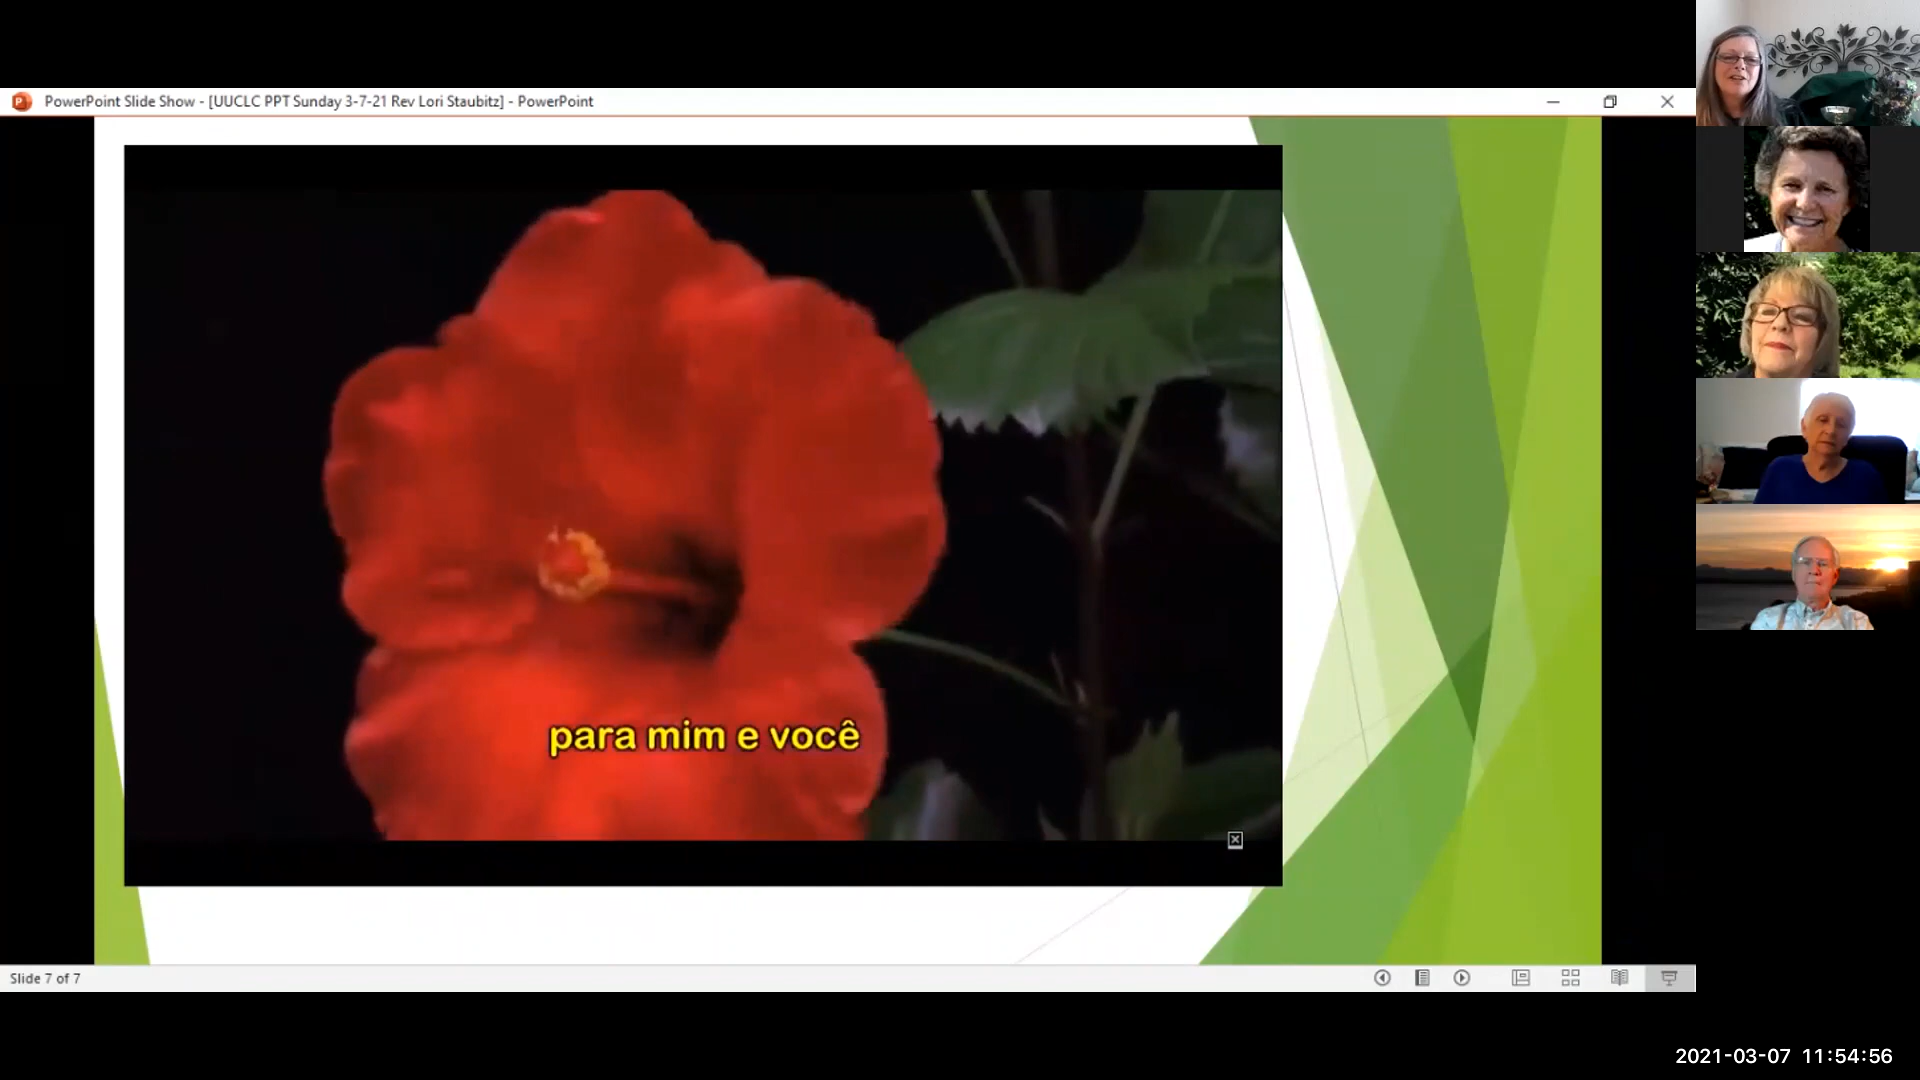 PowerPoint Slide Show - [UUCLC PPT Sunday 3-7-21 Rev Lori Staubitz] - PowerPoint
para mim e você
Slide 7 of 7
2021-03-07 11:54:56